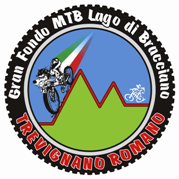 Gran Fondo MTB Lago di Bracciano
TREVIGNANO ROMANO